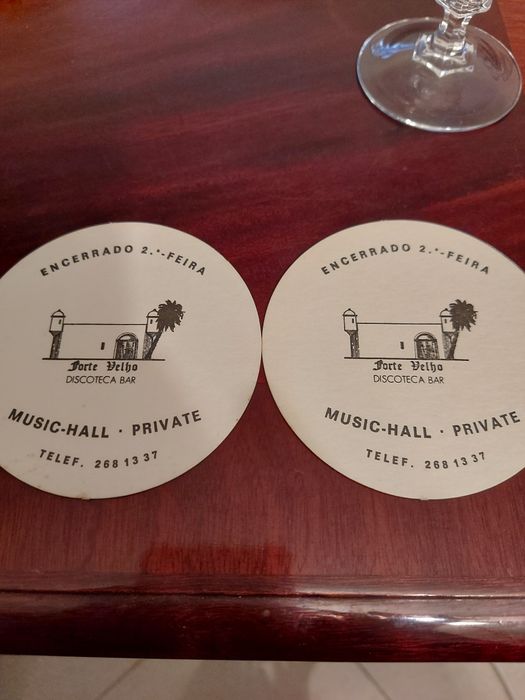 ENCERRADO 2.ª-FEIRA
Forte Velho
DISCOTECA BAR
MUSIC-HALL · PRIVATE
TELEF. 268 13 37
ENCERRADO 2.ª-FEIRA
Forte Velho
DISCOTECA BAR
MUSIC-HALL · PRIVATE
TELEF. 268 13 37